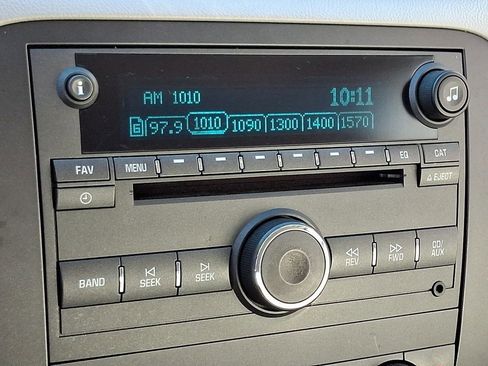 i
AM 1010 10:11
6 97.9 1010 1090 1300 1400 1570
FAV MENU EQ CAT
EJECT
BAND SEEK SEEK REV FWD CD/AUX